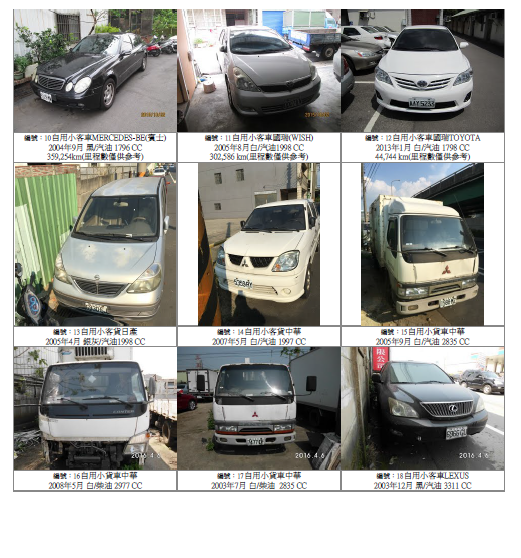 編號：10自用小客車MERCEDES-BE(賓士)
2004年9月 黑/汽油 1796 CC
359,254km(里程數僅供參考)
編號：11自用小客車國瑞(WISH)
2005年8月白/汽油1998 CC
302,586 km(里程數僅供參考)
編號：12自用小客車國瑞TOYOTA
2013年1月 白/汽油 1798 CC
44,744 km(里程數僅供參考)
編號：13自用小客貨日產
2005年4月 銀灰/汽油1998 CC
編號：14自用小客貨中華
2007年5月 白/汽油 1997 CC
編號：15自用小貨車中華
2005年9月 白/汽油 2835 CC
2016.4.6
編號：16自用小貨車中華
2008年5月 白/柴油 2977 CC
2016.4.6
編號：17自用小貨車中華
2003年7月 白/柴油 2835 CC
限公
2016.4.6
編號：18自用小客車LEXUS
2003年12月 黑/汽油 3311 CC